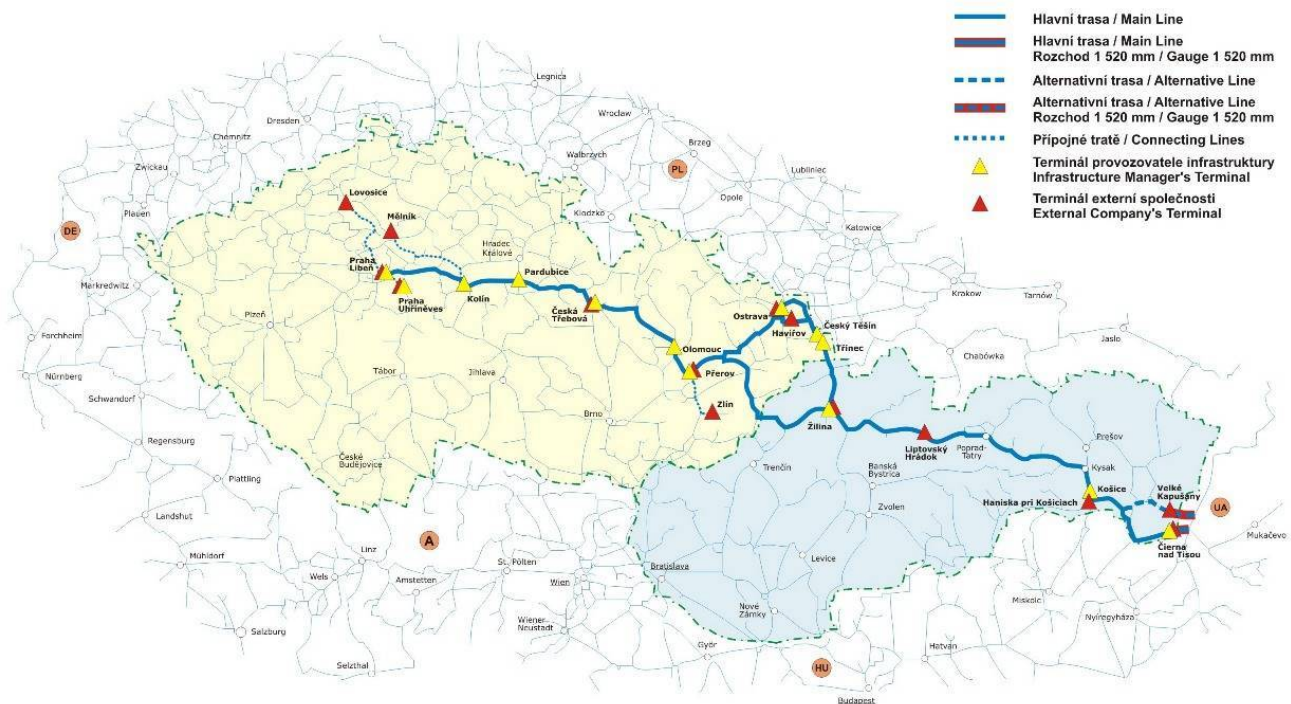 Hlavní trasa / Main Line
Hlavní trasa / Main Line
Rozchod 1 520 mm / Gauge 1 520 mm
Alternativní trasa / Alternative Line
Alternativní trasa / Alternative Line
Rozchod 1 520 mm / Gauge 1 520 mm
Přípojné tratě / Connecting Lines
Terminál provozovatele infrastruktury
Infrastructure Manager's Terminal
Terminál externí společnosti
External Company's Terminal
Legnica
Dresden
Wrocław
Chemnitz
Brzeg
Zwickau
Walbrzych
PL
Lubliniec
Lovosice
Opole
Plauen
Mělník
Klodzko
DE
Katowice
Hradec
Králové
Praha
Libeň
Pardubice
Markredwitz
Krakow
Tarnów
Praha
Uhříněves
Kolín
Česká
Třebová
Ostrava
Plzeň
Havířov
Český Těšín
Forchheim
Třinec
Jaslo
Olomouc
Chabówka
Nürnberg
Tábor
Jihlava
Přerov
Schwandorf
Zlín
Brno
Žilina
Regensburg
Liptovský
Hrádok
Poprad-
Tatry
Prešov
České
Budějovice
Trenčín
Banská
Bystrica
Kysak
Plattling
Košice
Velké
Kapušany
Haniska pri Košiciach
Landshut
Zvolen
UA
Mukačevo
A
Čierna
nad Tisou
Mühldorf
Linz
Levice
St. Pölten
Wels
Amstetten
Wien
Bratislava
Miskolc
Nové
Zámky
Nyíregyháza
Wiener-
Neustadt
Salzburg
Győr
Hatvan
Selzthal
HU
Budapest